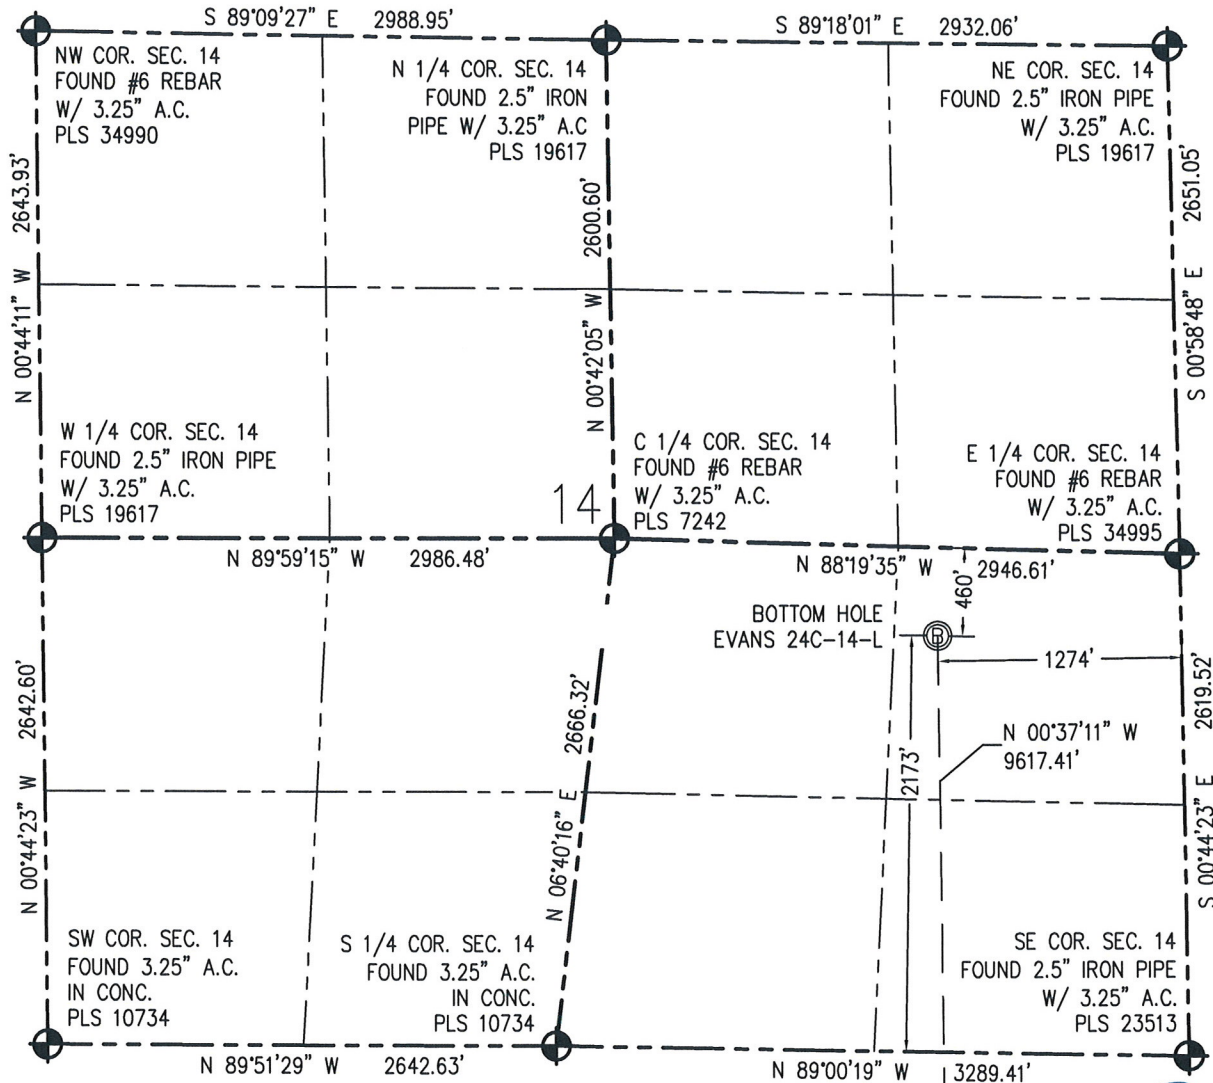 S 89°09'27" E 2988.95'
S 89°18'01" E 2932.06'
NW COR. SEC. 14
FOUND #6 REBAR
W/ 3.25" A.C.
PLS 34990
N 1/4 COR. SEC. 14
FOUND 2.5" IRON
PIPE W/ 3.25" A.C
PLS 19617
NE COR. SEC. 14
FOUND 2.5" IRON PIPE
W/ 3.25" A.C.
PLS 19617
N 00°44'11" W 2643.93'
N 00°42'05" W 2600.60'
S 00°58'48" E 2651.05'
W 1/4 COR. SEC. 14
FOUND 2.5" IRON PIPE
W/ 3.25" A.C.
PLS 19617
14
C 1/4 COR. SEC. 14
FOUND #6 REBAR
W/ 3.25" A.C.
PLS 7242
E 1/4 COR. SEC. 14
FOUND #6 REBAR
W/ 3.25" A.C.
PLS 34995
N 89°59'15" W 2986.48'
N 88°19'35" W 2946.61'
460'
BOTTOM HOLE
EVANS 24C-14-L
B
1274'
N 00°37'11" W
9617.41'
2173'
N 00°44'23" W 2642.60'
N 06°40'16" E 2666.32'
S 00°44'23" E 2619.52'
SW COR. SEC. 14
FOUND 3.25" A.C.
IN CONC.
PLS 10734
S 1/4 COR. SEC. 14
FOUND 3.25" A.C.
IN CONC.
PLS 10734
SE COR. SEC. 14
FOUND 2.5" IRON PIPE
W/ 3.25" A.C.
PLS 23513
N 89°51'29" W 2642.63'
N 89°00'19" W 3289.41'